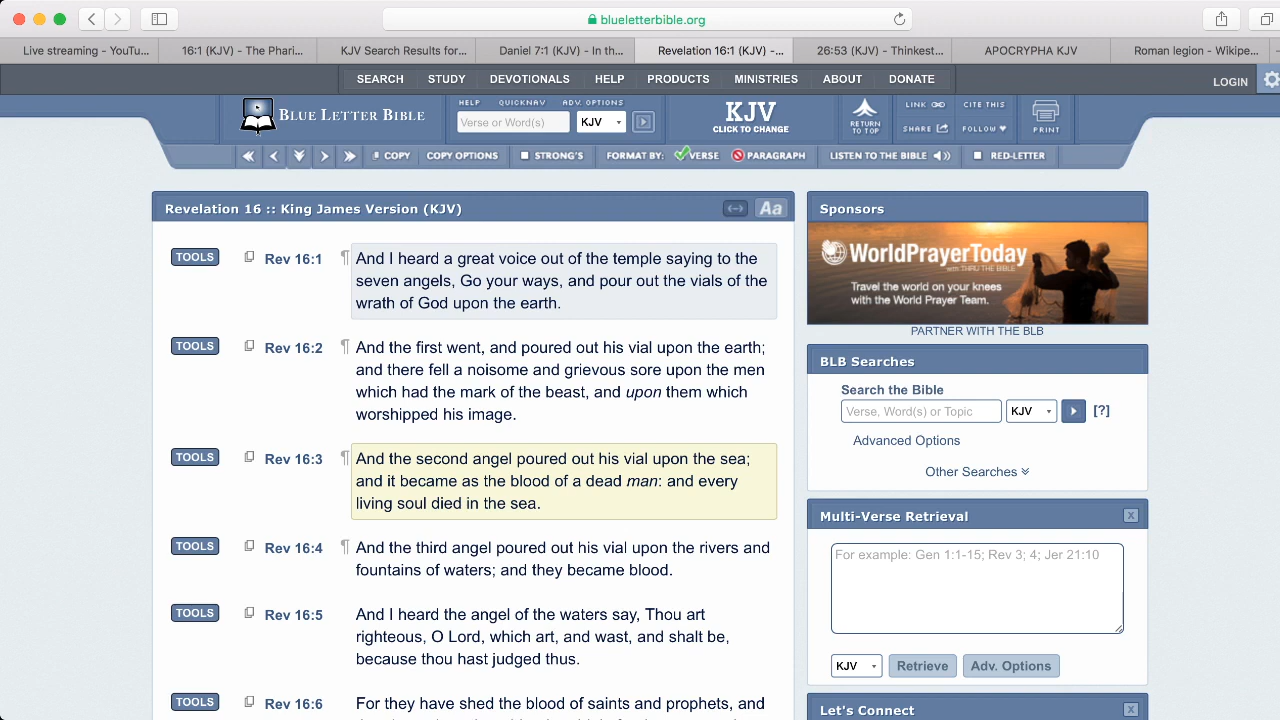 blueletterbible.org
Live streaming - YouTu...
16:1 (KJV) - The Phari...
KJV Search Results for...
Daniel 7:1 (KJV) - In th...
Revelation 16:1 (KJV) -...
26:53 (KJV) - Thinkest...
APOCRYPHA KJV
Roman legion - Wikipe...
SEARCH STUDY DEVOTIONALS HELP PRODUCTS MINISTRIES ABOUT DONATE
LOGIN
BLUE LETTER BIBLE
HELP QUICKNAV ADV. OPTIONS
Verse or Word(s) KJV
KJV
CLICK TO CHANGE
RETURN
TO TOP
LINK CITE THIS
SHARE FOLLOW
PRINT
COPY COPY OPTIONS STRONG'S FORMAT BY: VERSE PARAGRAPH LISTEN TO THE BIBLE RED-LETTER
Revelation 16 :: King James Version (KJV)
Aa
TOOLS Rev 16:1 ¶ And I heard a great voice out of the temple saying to the
seven angels, Go your ways, and pour out the vials of the
wrath of God upon the earth.
TOOLS Rev 16:2 ¶ And the first went, and poured out his vial upon the earth;
and there fell a noisome and grievous sore upon the men
which had the mark of the beast, and upon them which
worshipped his image.
TOOLS Rev 16:3 ¶ And the second angel poured out his vial upon the sea;
and it became as the blood of a dead man: and every
living soul died in the sea.
TOOLS Rev 16:4 ¶ And the third angel poured out his vial upon the rivers and
fountains of waters; and they became blood.
TOOLS Rev 16:5 And I heard the angel of the waters say, Thou art
righteous, O Lord, which art, and wast, and shalt be,
because thou hast judged thus.
TOOLS Rev 16:6 For they have shed the blood of saints and prophets, and
Sponsors
WorldPrayerToday
with THRU THE BIBLE
Travel the world on your knees
with the World Prayer Team.
PARTNER WITH THE BLB
BLB Searches
Search the Bible
Verse, Word(s) or Topic KJV [?]
Advanced Options
Other Searches
Multi-Verse Retrieval X
For example: Gen 1:1-15; Rev 3; 4; Jer 21:10
KJV Retrieve Adv. Options
Let's Connect X